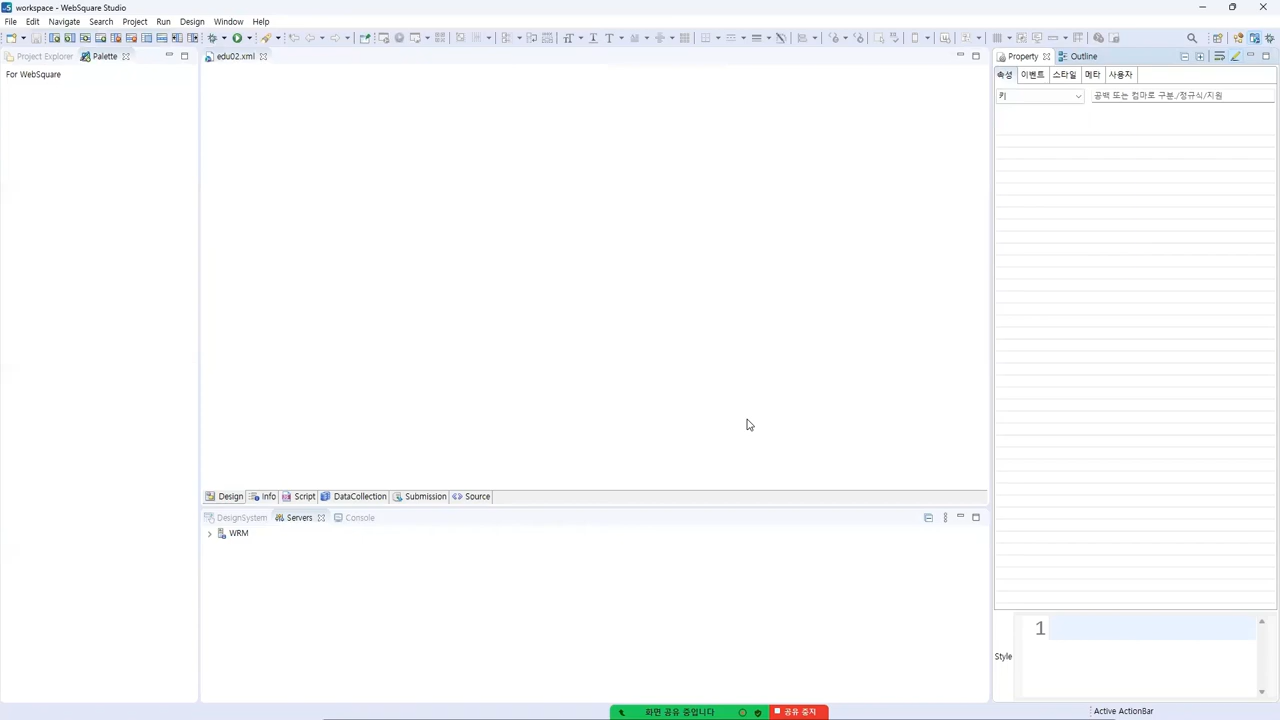 workspace - WebSquare Studio
File Edit Navigate Search Project Run Design Window Help
Project Explorer Palette
For WebSquare
edu02.xml
Design Info Script DataCollection Submission Source
DesignSystem Servers Console
WRM
Property Outline
속성 이벤트 스타일 메타 사용자
키 공백 또는 컴마로 구분./정규식/지원
1
Style
화면 공유 중입니다 공유 중지
Active ActionBar